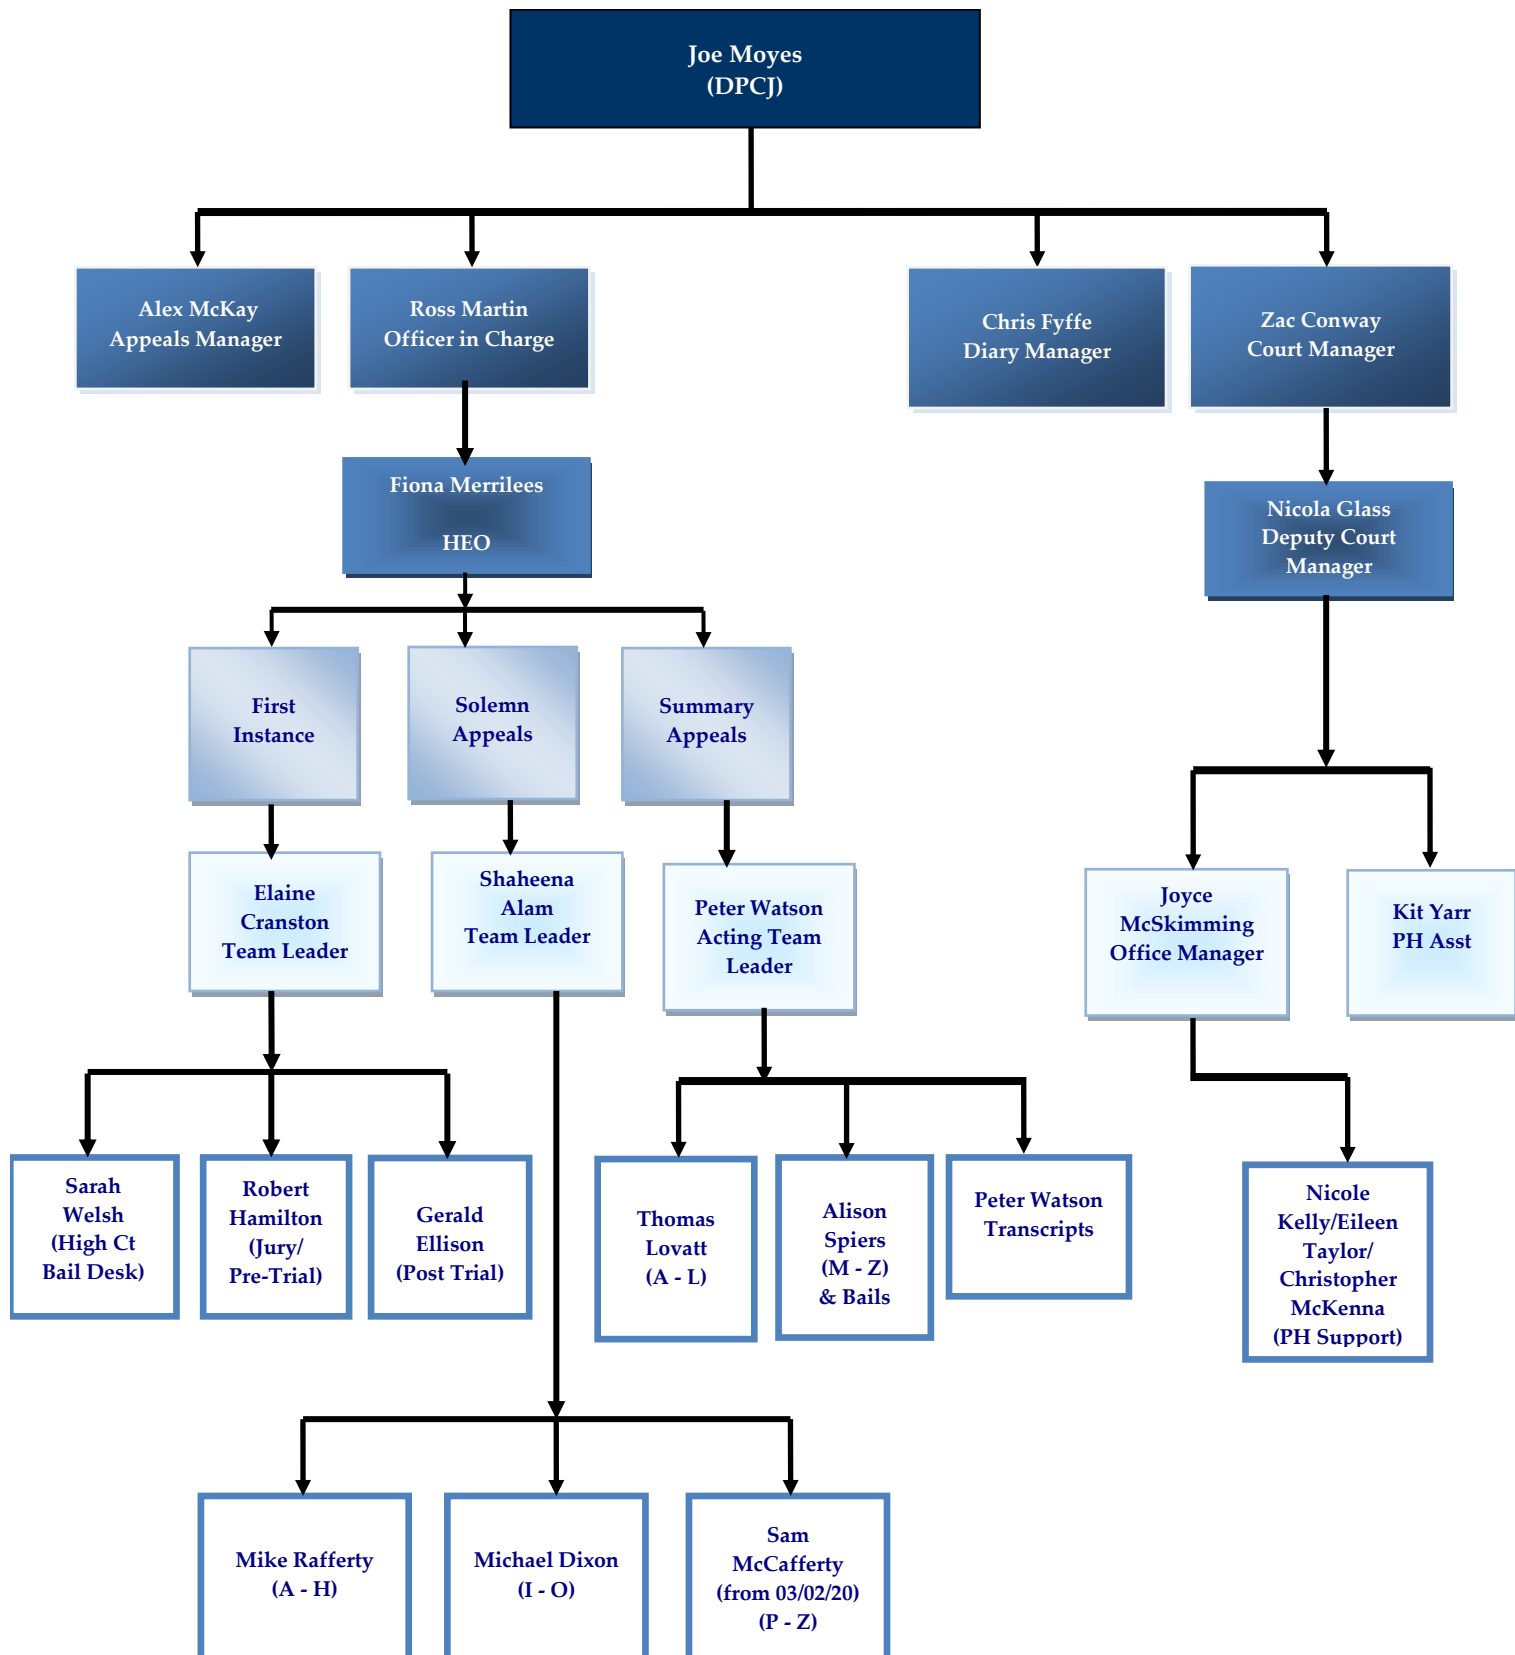 Joe Moyes
(DPCJ)
Alex McKay
Appeals Manager
Ross Martin
Officer in Charge
Chris Fyffe
Diary Manager
Zac Conway
Court Manager
Fiona Merrilees
HEO
Nicola Glass
Deputy Court
Manager
First
Instance
Solemn
Appeals
Summary
Appeals
Elaine
Cranston
Team Leader
Shaheena
Alam
Team Leader
Peter Watson
Acting Team
Leader
Joyce
McSkimming
Office Manager
Kit Yarr
PH Asst
Sarah
Welsh
(High Ct
Bail Desk)
Robert
Hamilton
(Jury/
Pre-Trial)
Gerald
Ellison
(Post Trial)
Thomas
Lovatt
(A - L)
Alison
Spiers
(M - Z)
& Bails
Peter Watson
Transcripts
Nicole
Kelly/Eileen
Taylor/
Christopher
McKenna
(PH Support)
Mike Rafferty
(A - H)
Michael Dixon
(I - O)
Sam
McCafferty
(from 03/02/20)
(P - Z)